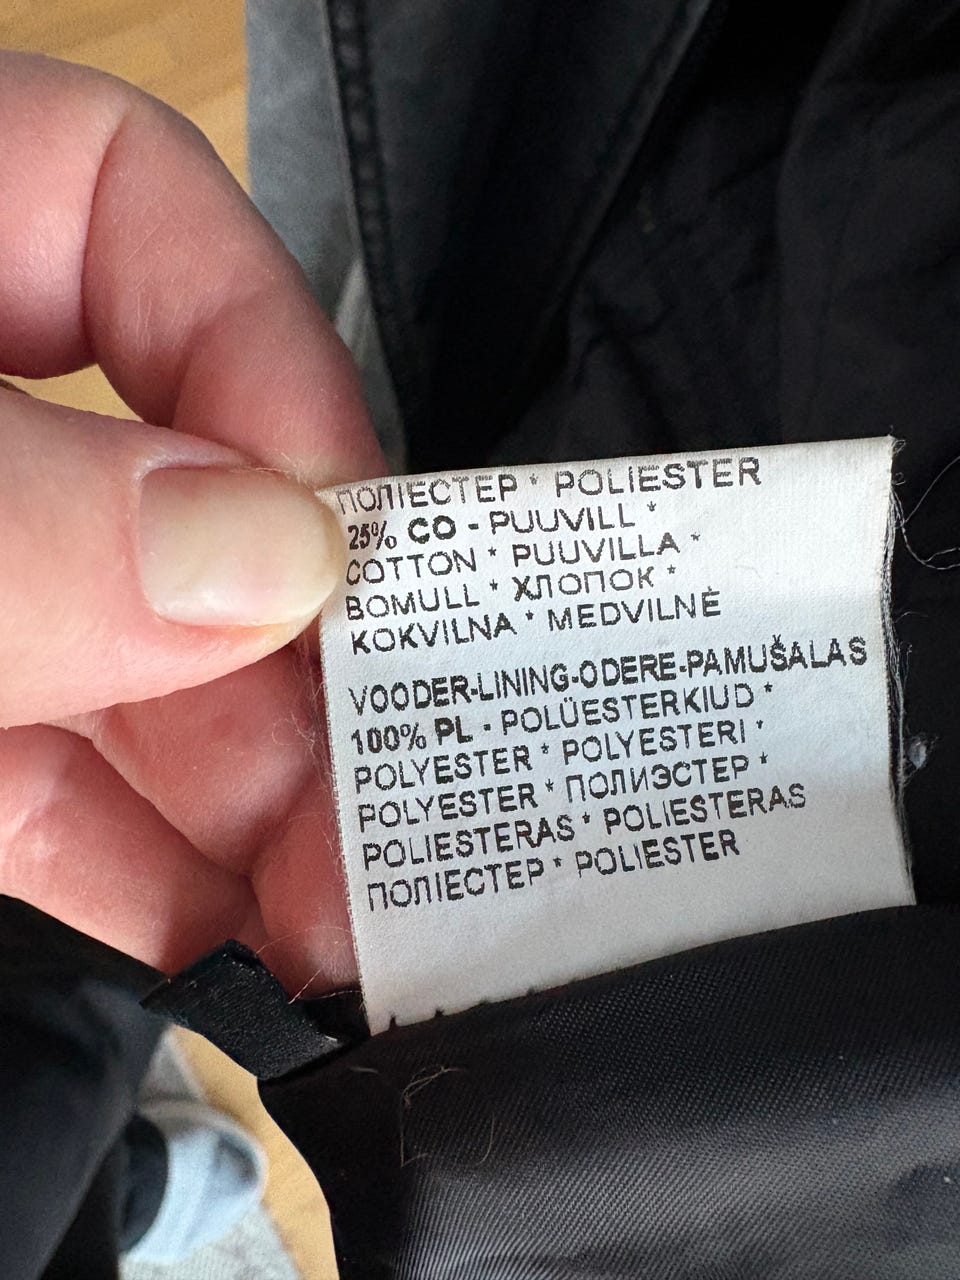 ПОЛІЕСТЕР * POLIESTER
25% CO - PUUVILL *
COTTON * PUUVILLA *
BOMULL * ХЛОПОК *
KOKVILNA * MEDVILNĖ
VOODER-LINING-ODERE-PAMUŠALAS
100% PL - POLÜESTERKIUD *
POLYESTER * POLYESTERI *
POLYESTER * ПОЛИЭСТЕР *
POLIESTERAS * POLIESTERAS
ПОЛІЕСТЕР * POLIESTER